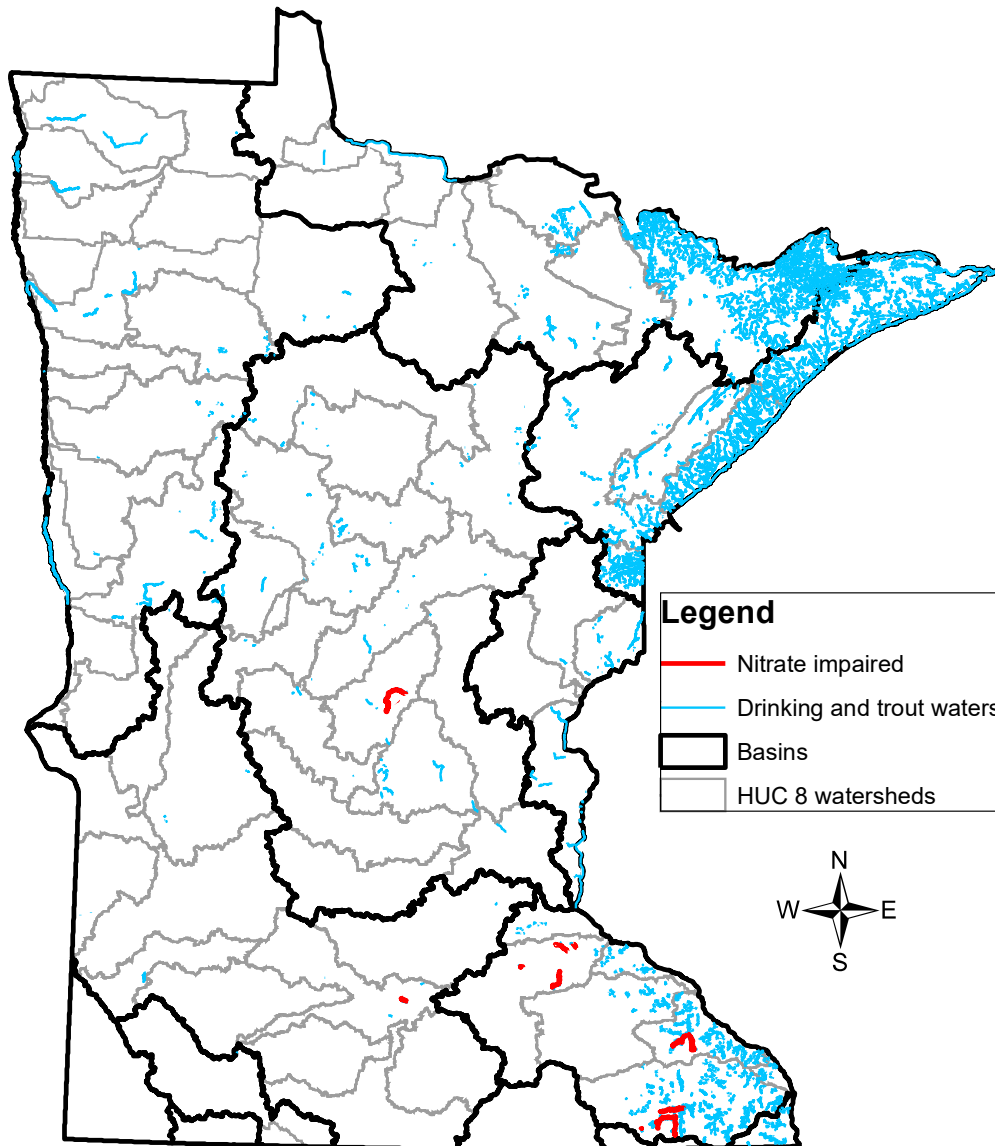 Legend
Nitrate impaired
Drinking and trout waters
Basins
HUC 8 watersheds
N
W E
S